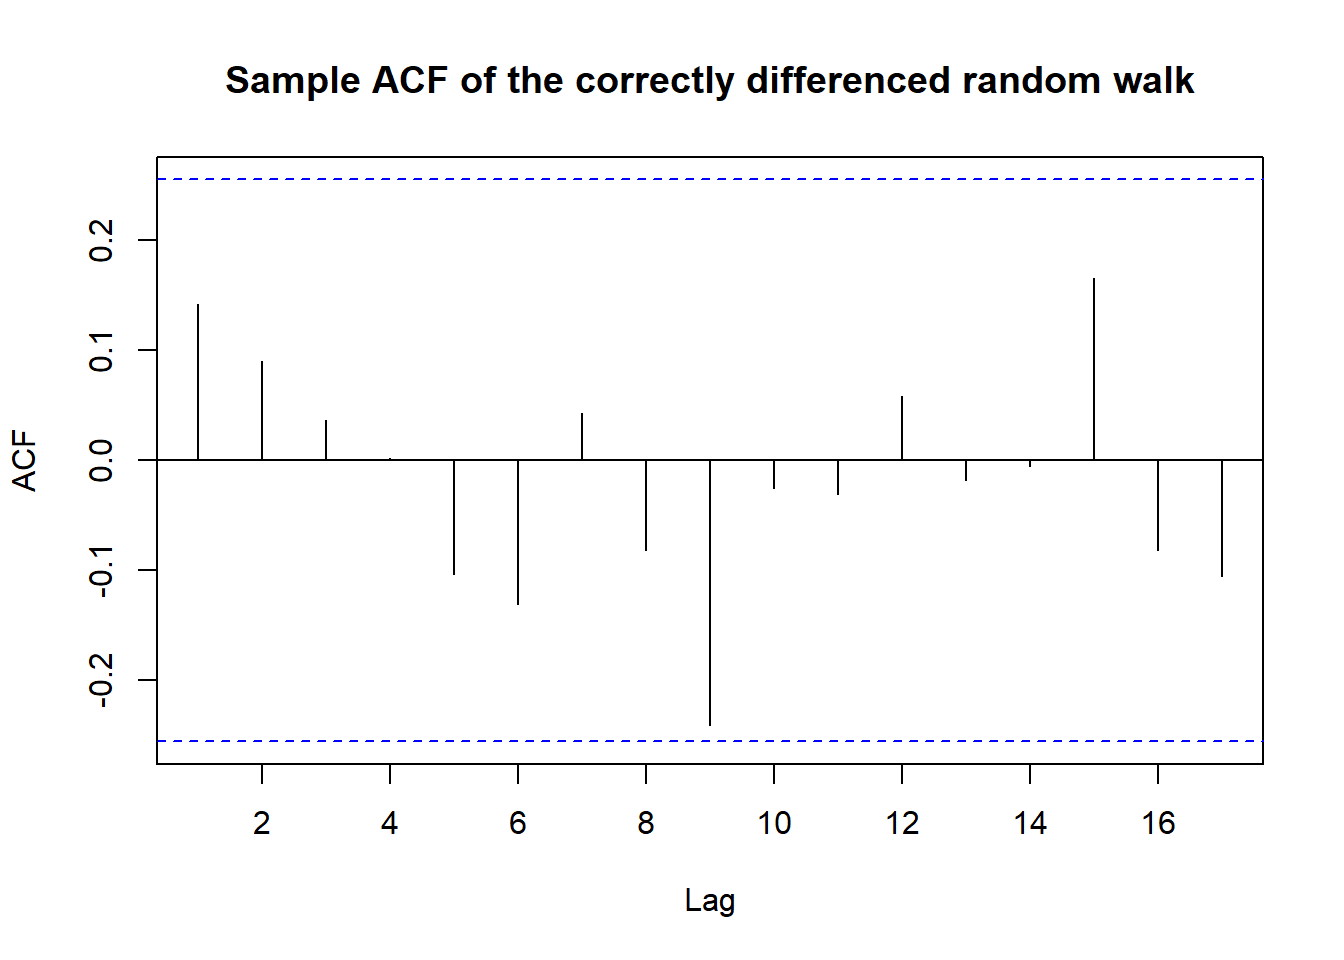 Sample ACF of the correctly differenced random walk
ACF
0.2
0.1
0.0
-0.1
-0.2
2 4 6 8 10 12 14 16
Lag